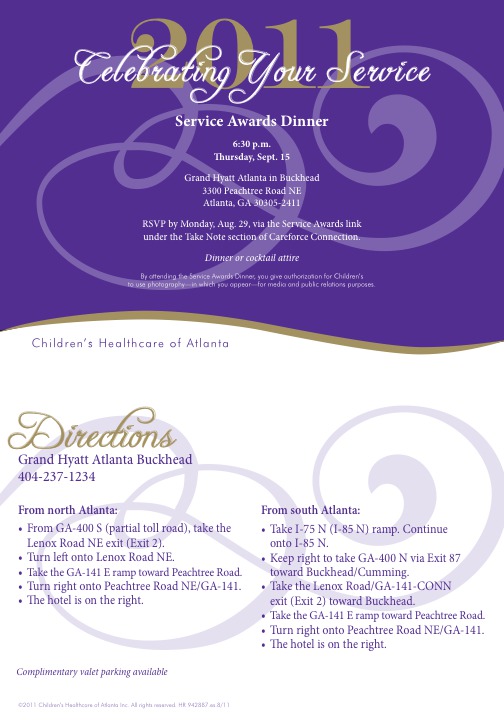 2011
Celebrating Your Service
Service Awards Dinner
6:30 p.m.
Thursday, Sept. 15
Grand Hyatt Atlanta in Buckhead
3300 Peachtree Road NE
Atlanta, GA 30305-2411
RSVP by Monday, Aug. 29, via the Service Awards link
under the Take Note section of Careforce Connection.
Dinner or cocktail attire
By attending the Service Awards Dinner, you give authorization for Children's
to use photography—in which you appear—for media and public relations purposes.
Children's Healthcare of Atlanta
Directions
Grand Hyatt Atlanta Buckhead
404-237-1234
From north Atlanta:
• From GA-400 S (partial toll road), take the
Lenox Road NE exit (Exit 2).
• Turn left onto Lenox Road NE.
• Take the GA-141 E ramp toward Peachtree Road.
• Turn right onto Peachtree Road NE/GA-141.
• The hotel is on the right.
From south Atlanta:
• Take I-75 N (I-85 N) ramp. Continue
onto I-85 N.
• Keep right to take GA-400 N via Exit 87
toward Buckhead/Cumming.
• Take the Lenox Road/GA-141-CONN
exit (Exit 2) toward Buckhead.
• Take the GA-141 E ramp toward Peachtree Road.
• Turn right onto Peachtree Road NE/GA-141.
• The hotel is on the right.
Complimentary valet parking available
©2011 Children's Healthcare of Atlanta Inc. All rights reserved. HR 942887.as.8/11